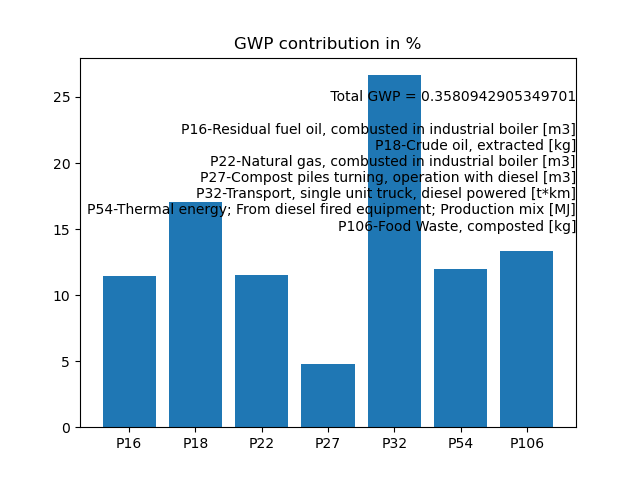 GWP contribution in %
25
20
15
10
5
0
Total GWP = 0.3580942905349701
P16-Residual fuel oil, combusted in industrial boiler [m3]
P18-Crude oil, extracted [kg]
P22-Natural gas, combusted in industrial boiler [m3]
P27-Compost piles turning, operation with diesel [m3]
P32-Transport, single unit truck, diesel powered [t*km]
P54-Thermal energy; From diesel fired equipment; Production mix [MJ]
P106-Food Waste, composted [kg]
P16 P18 P22 P27 P32 P54 P106